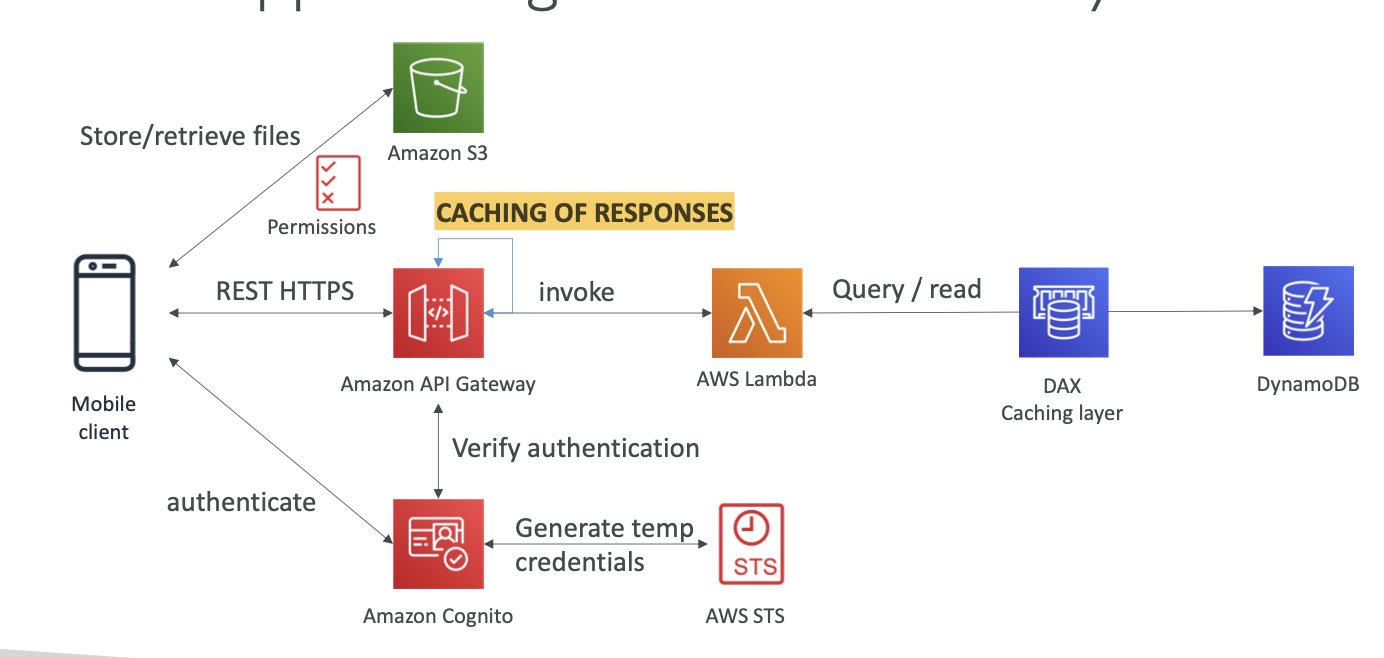 Store/retrieve files
Amazon S3
Permissions
CACHING OF RESPONSES
REST HTTPS
invoke
Query / read
Amazon API Gateway
AWS Lambda
DAX
Caching layer
DynamoDB
Mobile
client
Verify authentication
authenticate
Generate temp
credentials
STS
Amazon Cognito
AWS STS